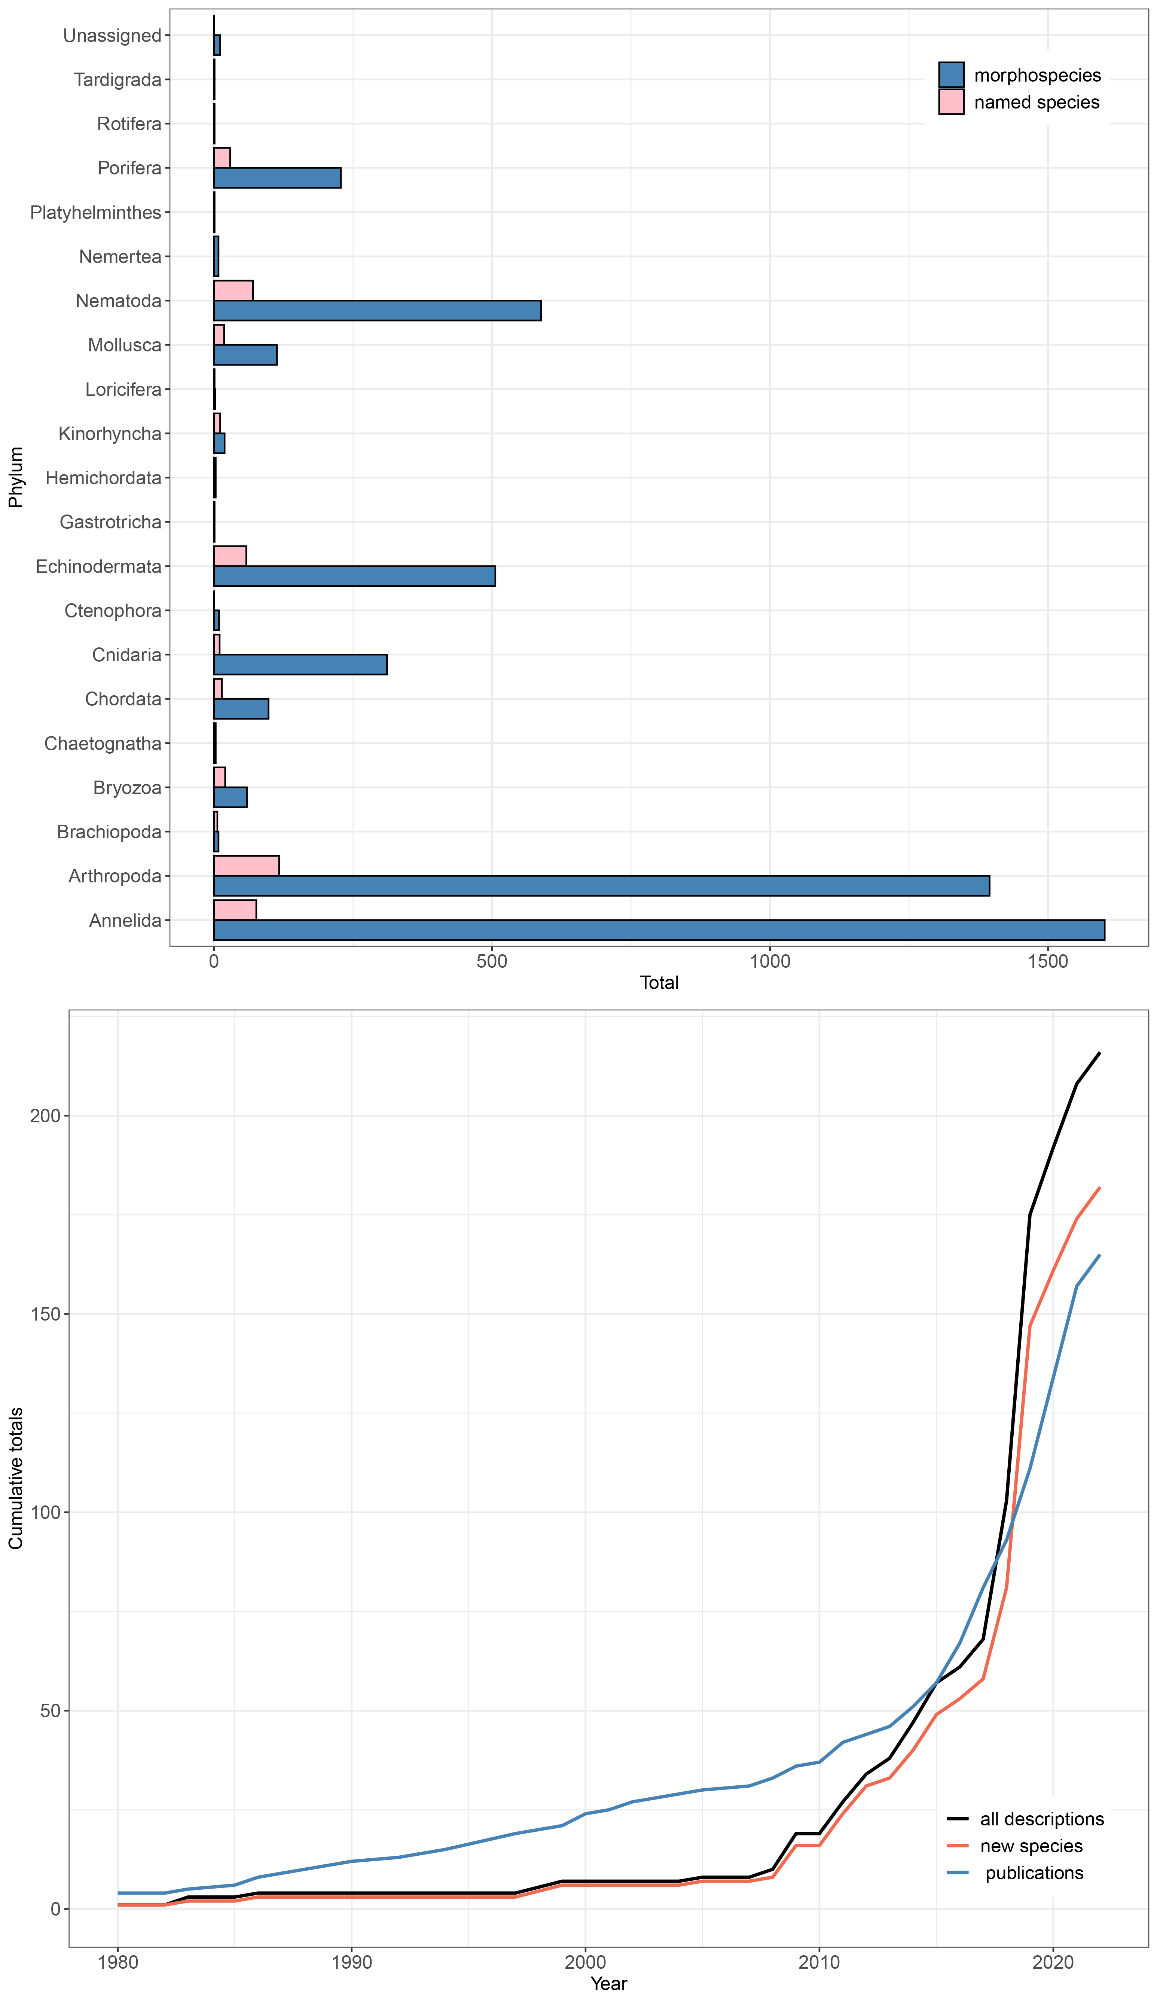 Unassigned
Tardigrada
Rotifera
Porifera
Platyhelminthes
Nemertea
Nematoda
Mollusca
Loricifera
Kinorhyncha
Hemichordata
Gastrotricha
Echinodermata
Ctenophora
Cnidaria
Chordata
Chaetognatha
Bryozoa
Brachiopoda
Arthropoda
Annelida
Phylum
morphospecies
named species
0 500 1000 1500
Total
200
150
100
50
0
Cumulative totals
all descriptions
new species
publications
1980 1990 2000 2010 2020
Year